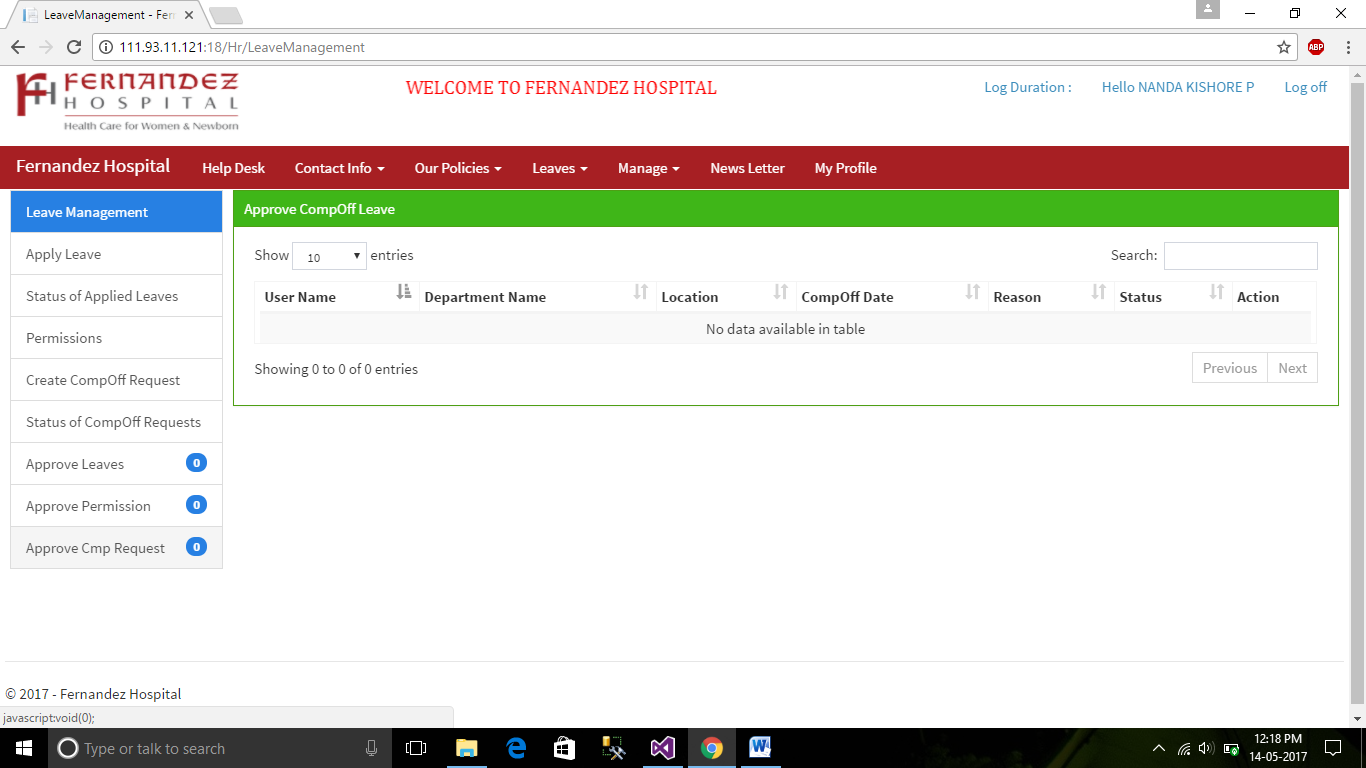 LeaveManagement - Fer
111.93.11.121:18/Hr/LeaveManagement
ABP
FERNANDEZ
HOSPITAL
Health Care for Women & Newborn
WELCOME TO FERNANDEZ HOSPITAL
Log Duration :
Hello NANDA KISHORE P
Log off
Fernandez Hospital
Help Desk
Contact Info
Our Policies
Leaves
Manage
News Letter
My Profile
Leave Management
Apply Leave
Status of Applied Leaves
Permissions
Create CompOff Request
Status of CompOff Requests
Approve Leaves 0
Approve Permission 0
Approve Cmp Request 0
Approve CompOff Leave
Show 10 entries
Search:
User Name Department Name Location CompOff Date Reason Status Action
No data available in table
Showing 0 to 0 of 0 entries
Previous Next
© 2017 - Fernandez Hospital
javascript:void(0);
Type or talk to search
12:18 PM
14-05-2017